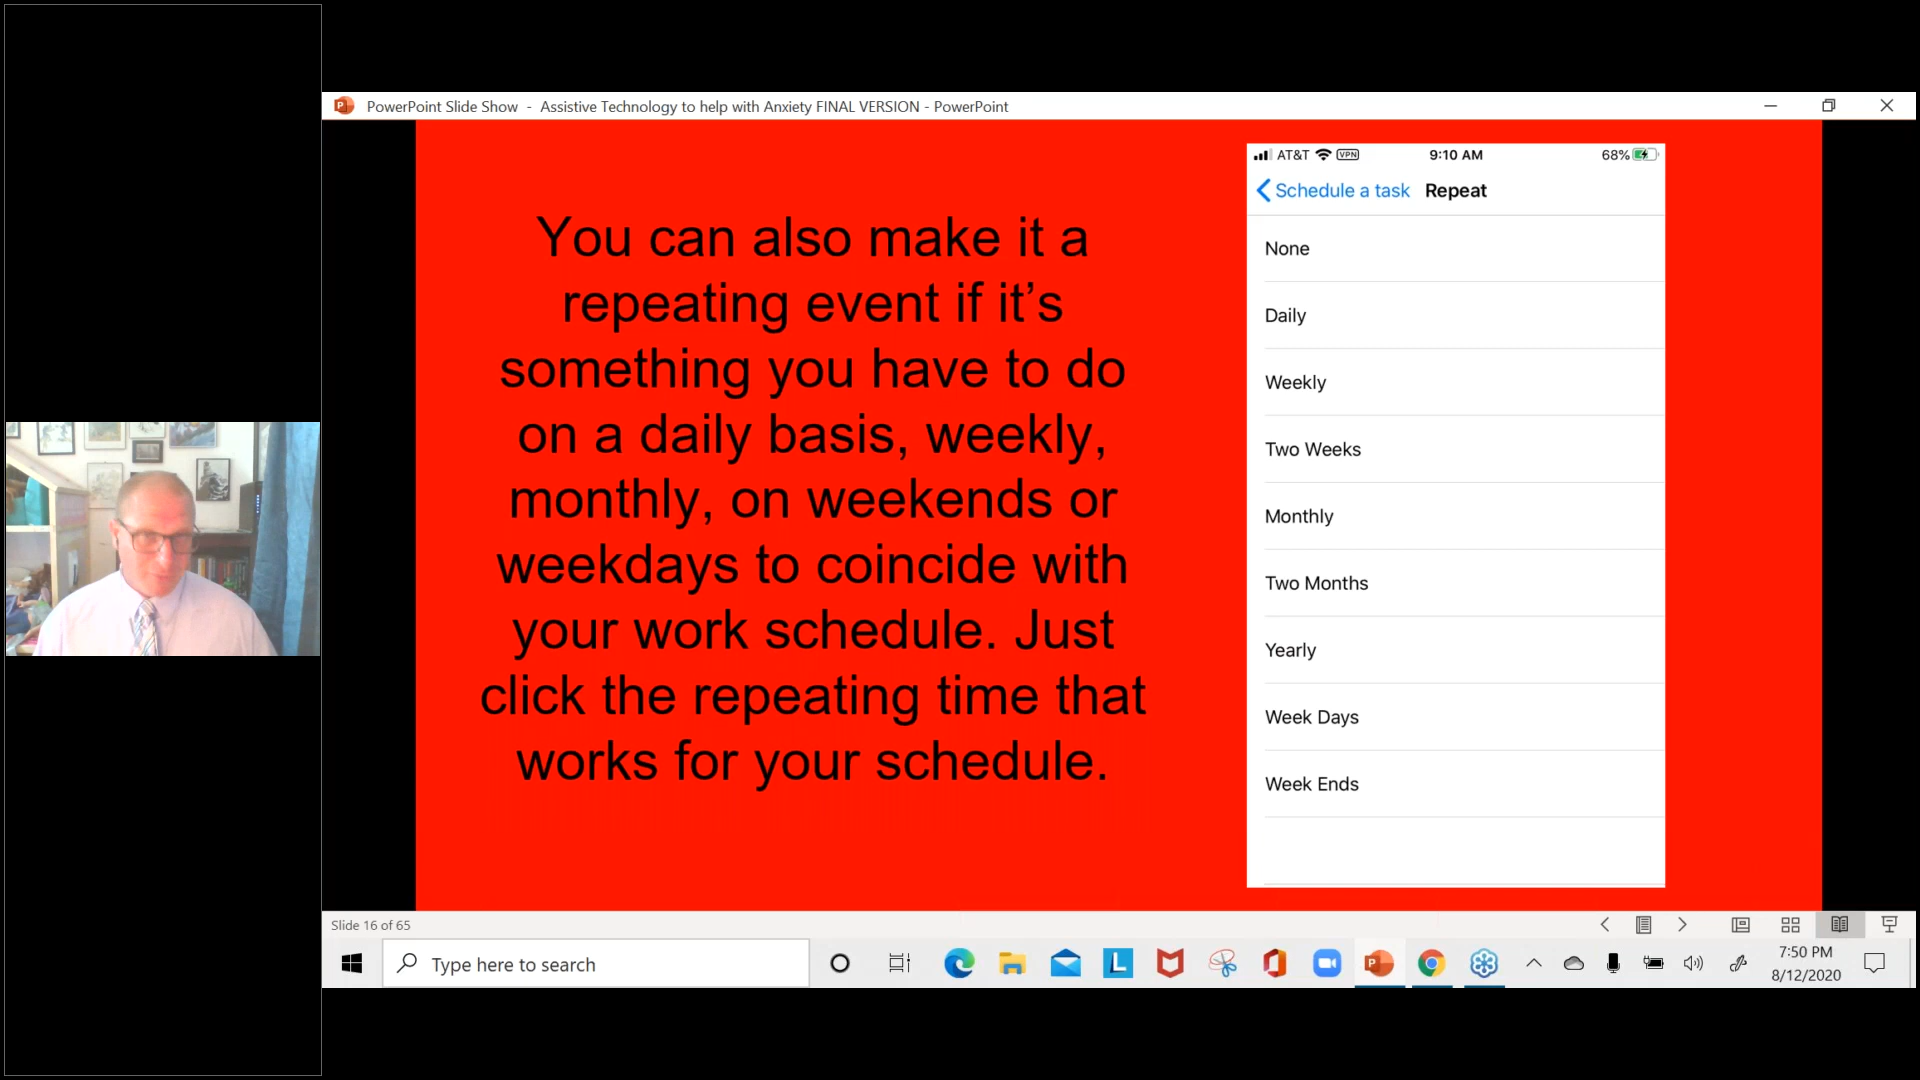 PowerPoint Slide Show - Assistive Technology to help with Anxiety FINAL VERSION - PowerPoint
You can also make it a
repeating event if it’s
something you have to do
on a daily basis, weekly,
monthly, on weekends or
weekdays to coincide with
your work schedule. Just
click the repeating time that
works for your schedule.
AT&T VPN 9:10 AM 68%
Schedule a task Repeat
None
Daily
Weekly
Two Weeks
Monthly
Two Months
Yearly
Week Days
Week Ends
Slide 16 of 65
Type here to search
7:50 PM
8/12/2020